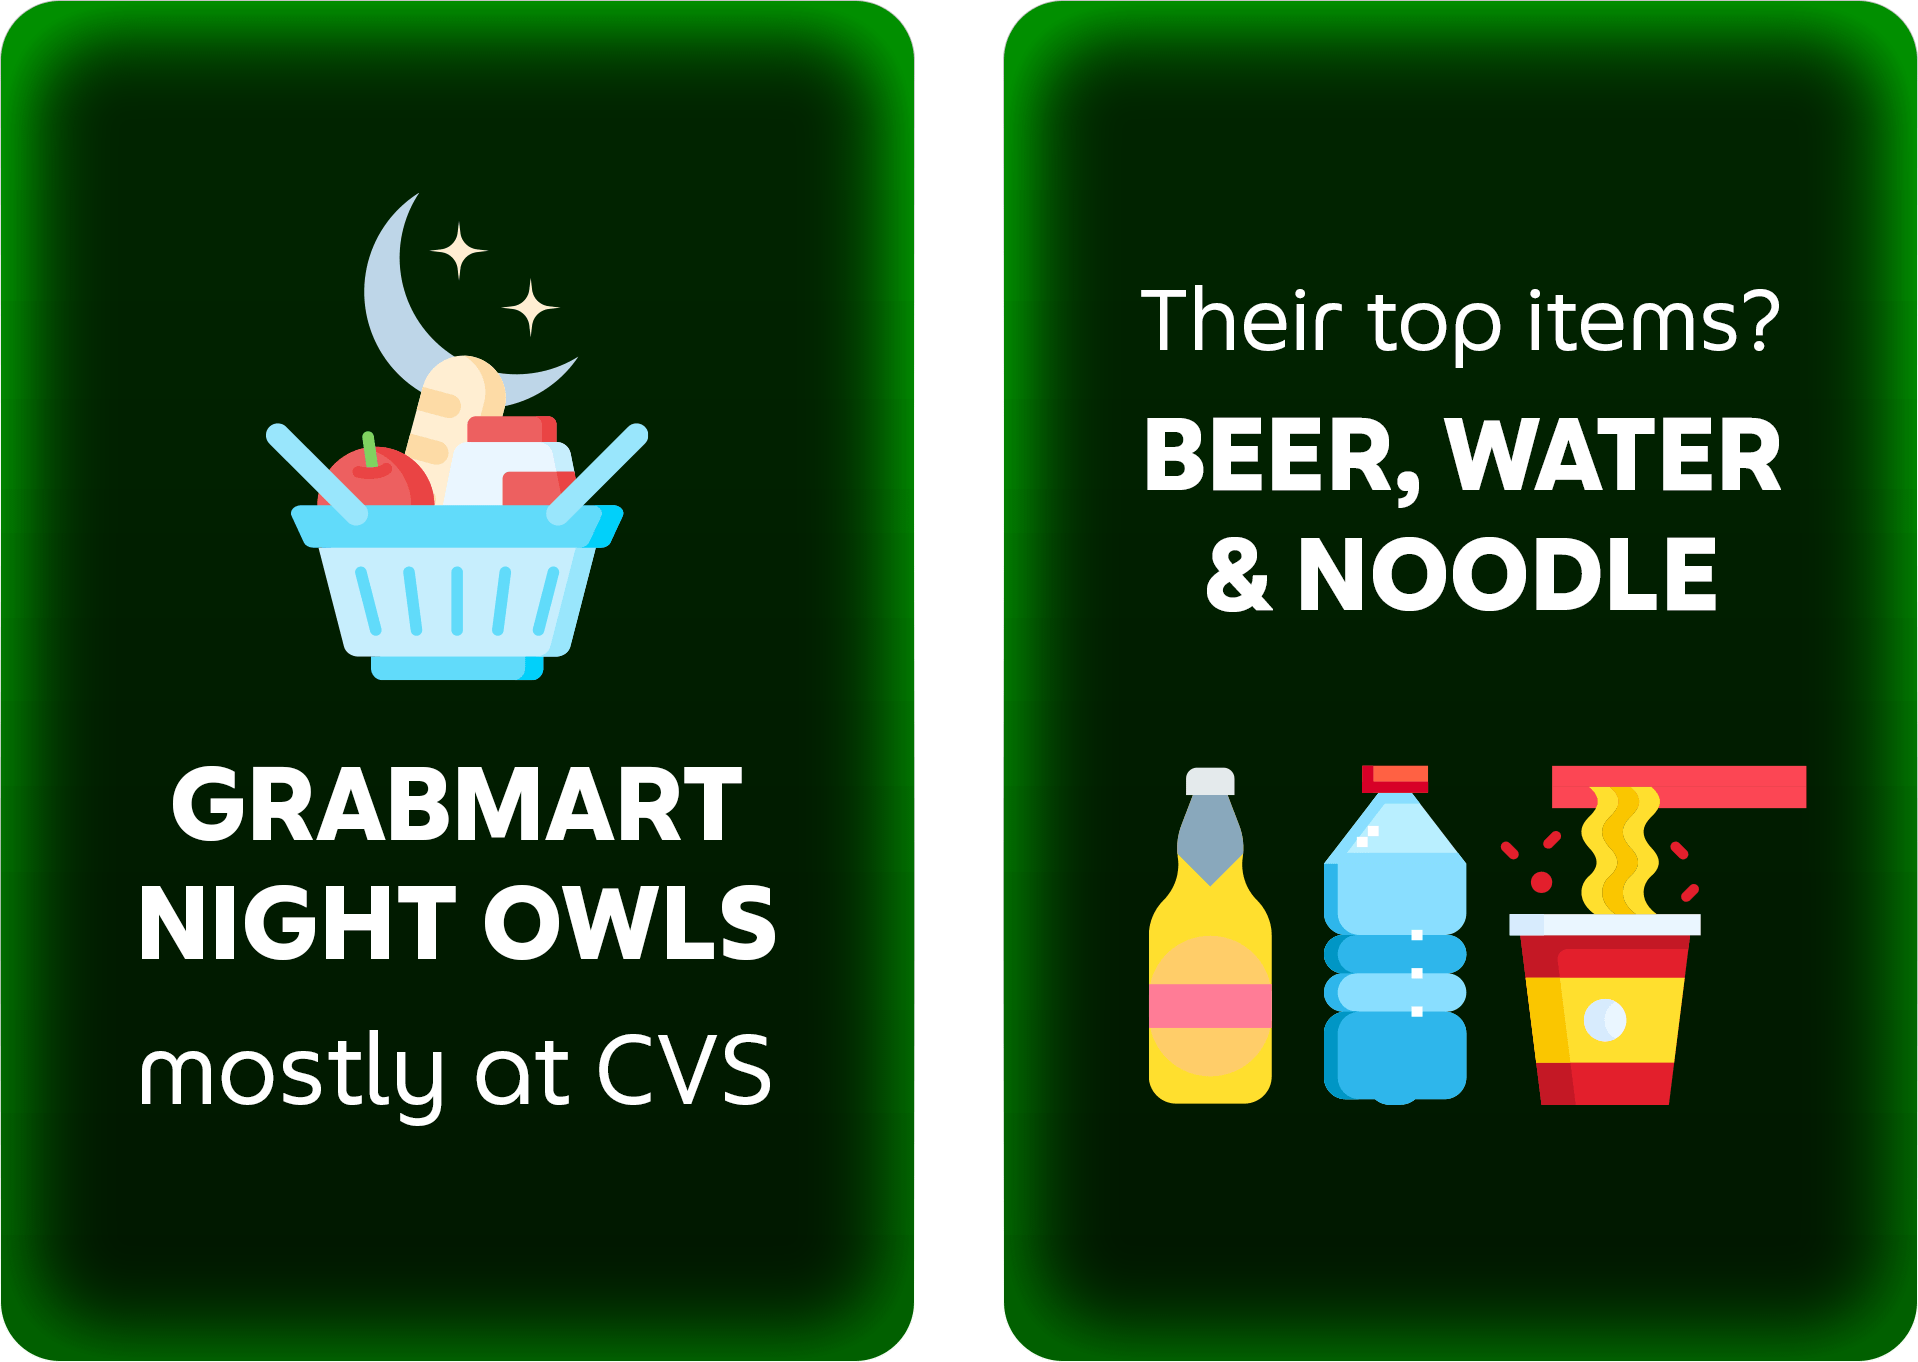 GRABMART
NIGHT OWLS
mostly at CVS
Their top items?
BEER, WATER
& NOODLE